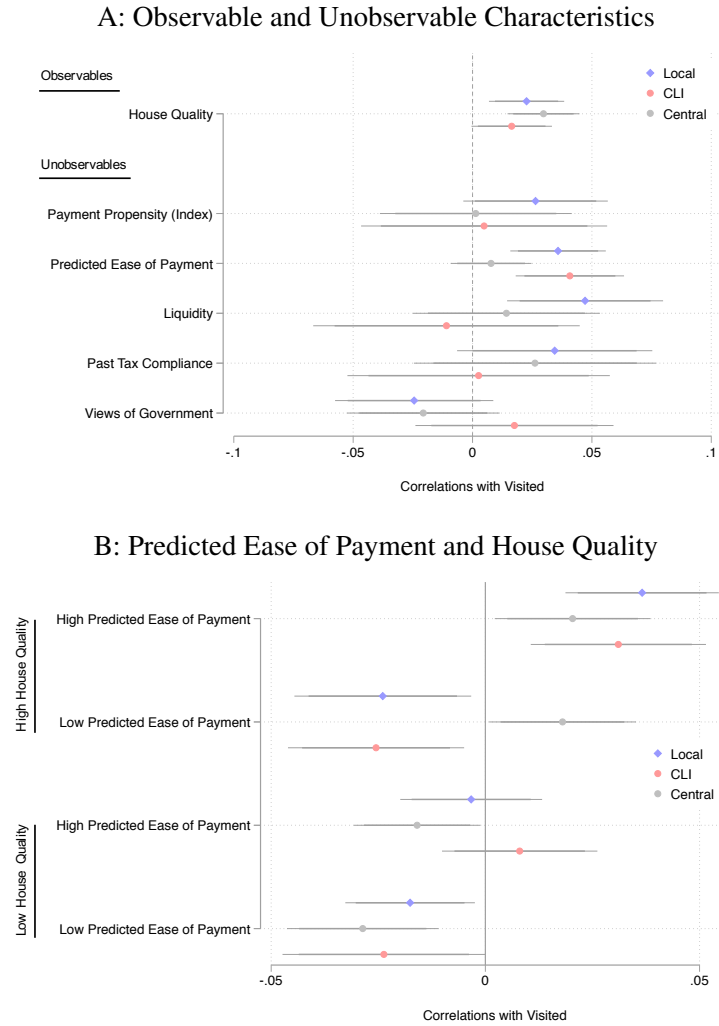 A: Observable and Unobservable Characteristics
Observables
Local
CLI
Central
House Quality
Unobservables
Payment Propensity (Index)
Predicted Ease of Payment
Liquidity
Past Tax Compliance
Views of Government
-.1 -.05 0 .05 .1
Correlations with Visited
B: Predicted Ease of Payment and House Quality
High House Quality
High Predicted Ease of Payment
Low Predicted Ease of Payment
Local
CLI
Central
Low House Quality
High Predicted Ease of Payment
Low Predicted Ease of Payment
-.05 0 .05
Correlations with Visited